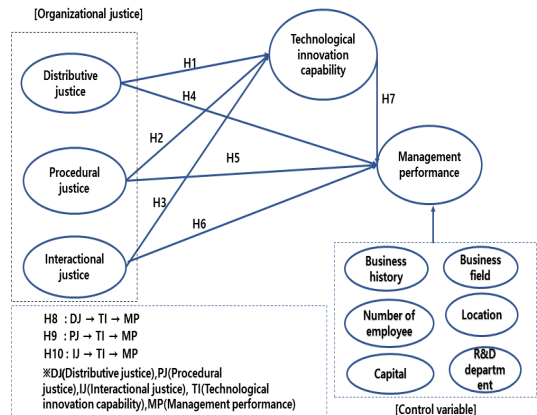 [Organizational justice]
Distributive
justice
Procedural
justice
Interactional
justice
Technological
innovation
capability
Management
performance
H1
H4
H2
H5
H3
H6
H7
Business
history
Business
field
Number of
employee
Location
Capital
R&D
departm
ent
[Control variable]
H8 : DJ → TI → MP
H9 : PJ → TI → MP
H10 : IJ → TI → MP
※DJ(Distributive justice),PJ(Procedural
justice),IJ(Interactional justice), TI(Technological
innovation capability),MP(Management performance)